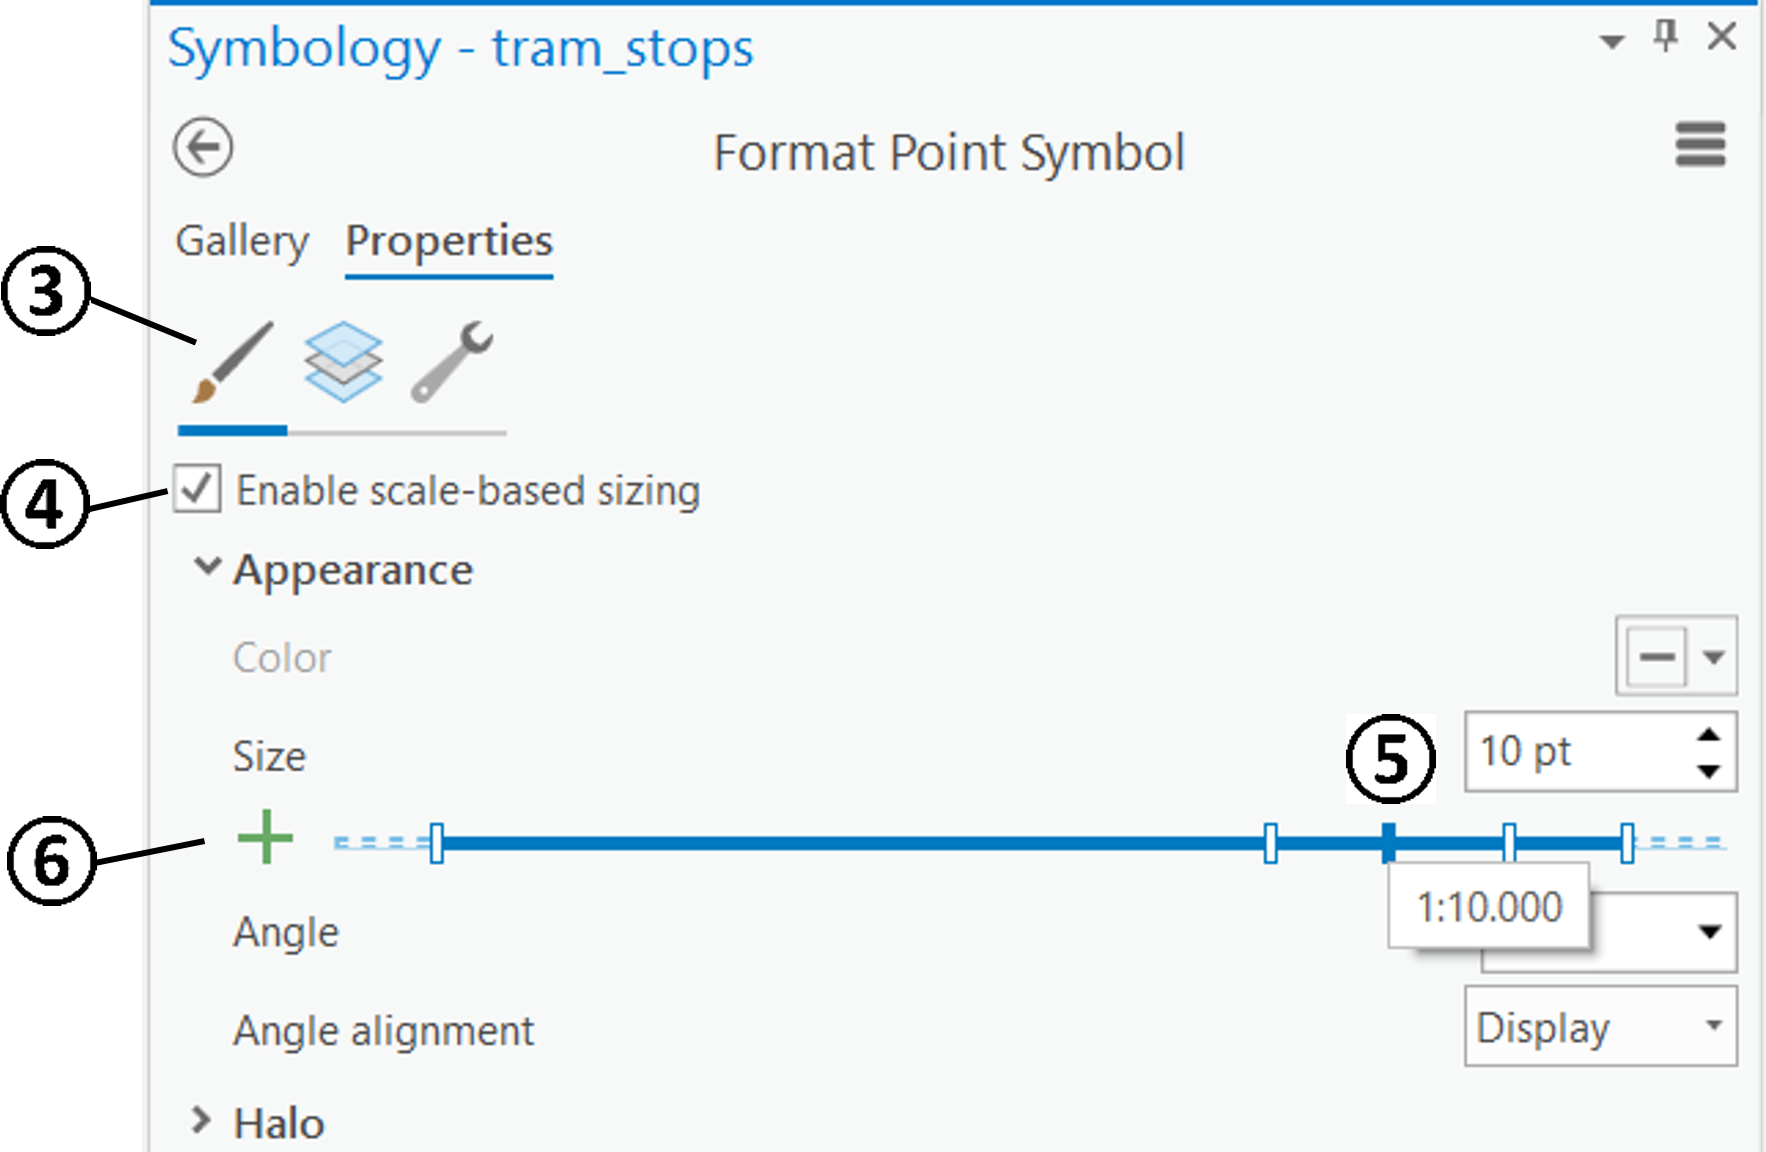 Symbology - tram_stops
Format Point Symbol
Gallery Properties
3
4
Enable scale-based sizing
Appearance
Color
5
Size 10 pt
6
1:10.000
Angle
Angle alignment Display
Halo